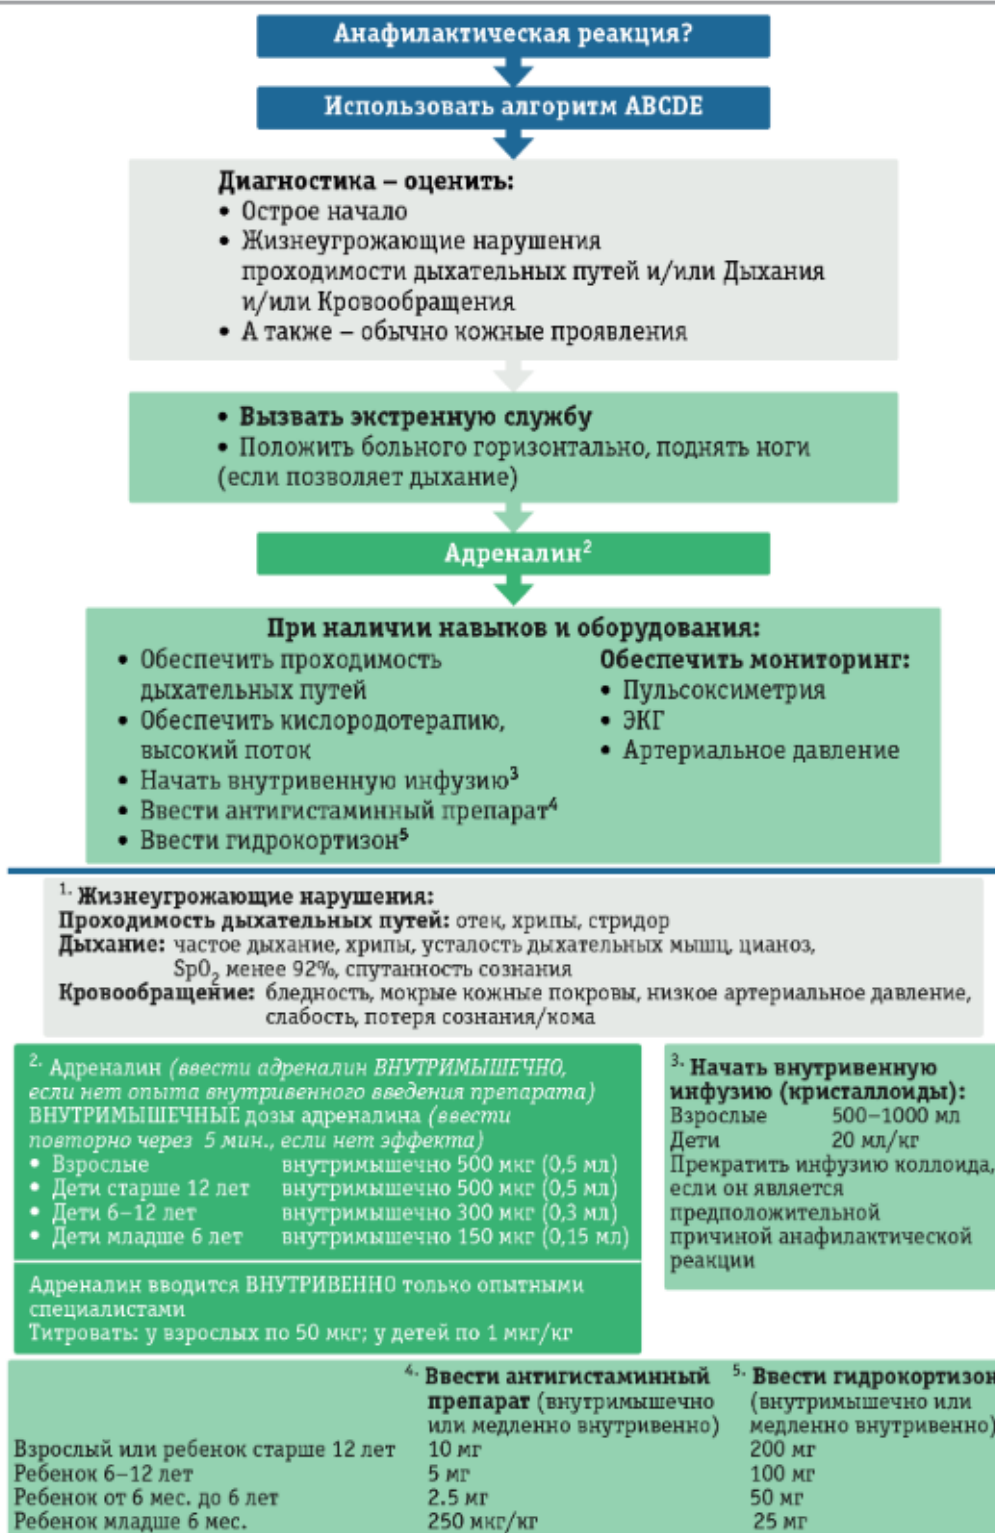 Анафилактическая реакция?
Использовать алгоритм ABCDE
Диагностика – оценить:
• Острое начало
• Жизнеугрожающие нарушения
проходимости дыхательных путей и/или Дыхания
и/или Кровообращения
• А также – обычно кожные проявления
• Вызвать экстренную службу
• Положить больного горизонтально, поднять ноги
(если позволяет дыхание)
Адреналин²
При наличии навыков и оборудования:
• Обеспечить проходимость
дыхательных путей
• Обеспечить кислородотерапию,
высокий поток
• Начать внутривенную инфузию³
• Ввести антигистаминный препарат⁴
• Ввести гидрокортизон⁵
Обеспечить мониторинг:
• Пульсоксиметрия
• ЭКГ
• Артериальное давление
¹· Жизнеугрожающие нарушения:
Проходимость дыхательных путей: отек, хрипы, стридор
Дыхание: частое дыхание, хрипы, усталость дыхательных мышц, цианоз,
SpO₂ менее 92%, спутанность сознания
Кровообращение: бледность, мокрые кожные покровы, низкое артериальное давление,
слабость, потеря сознания/кома
²· Адреналин (ввести адреналин ВНУТРИМЫШЕЧНО,
если нет опыта внутривенного введения препарата)
ВНУТРИМЫШЕЧНЫЕ дозы адреналина (ввести
повторно через 5 мин., если нет эффекта)
• Взрослые внутримышечно 500 мкг (0,5 мл)
• Дети старше 12 лет внутримышечно 500 мкг (0,5 мл)
• Дети 6–12 лет внутримышечно 300 мкг (0,3 мл)
• Дети младше 6 лет внутримышечно 150 мкг (0,15 мл)
Адреналин вводится ВНУТРИВЕННО только опытными
специалистами
Титровать: у взрослых по 50 мкг; у детей по 1 мкг/кг
³· Начать внутривенную
инфузию (кристаллоиды):
Взрослые 500–1000 мл
Дети 20 мл/кг
Прекратить инфузию коллоида,
если он является
предположительной
причиной анафилактической
реакции
⁴· Ввести антигистаминный
препарат (внутримышечно
или медленно внутривенно)
⁵· Ввести гидрокортизон
(внутримышечно или
медленно внутривенно)
Взрослый или ребенок старше 12 лет 10 мг 200 мг
Ребенок 6–12 лет 5 мг 100 мг
Ребенок от 6 мес. до 6 лет 2.5 мг 50 мг
Ребенок младше 6 мес. 250 мкг/кг 25 мг